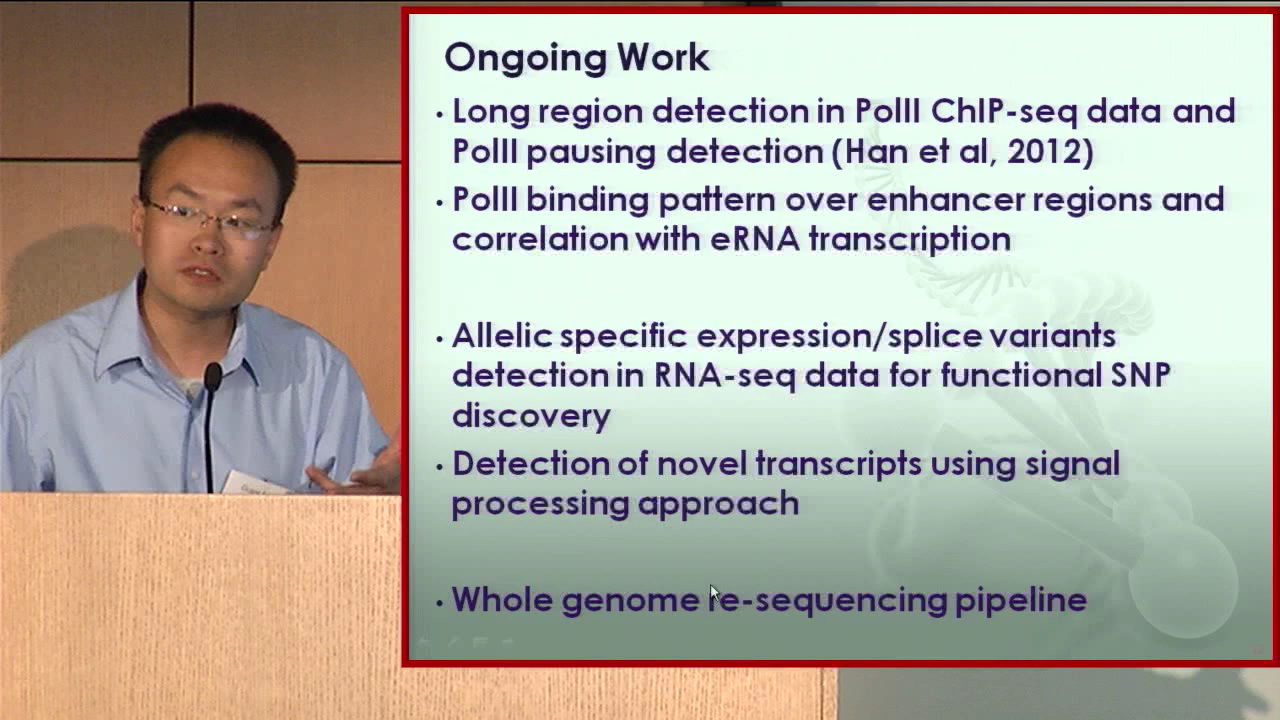 Ongoing Work
• Long region detection in PolII ChIP-seq data and
PolII pausing detection (Han et al, 2012)
• PolII binding pattern over enhancer regions and
correlation with eRNA transcription
• Allelic specific expression/splice variants
detection in RNA-seq data for functional SNP
discovery
• Detection of novel transcripts using signal
processing approach
• Whole genome re-sequencing pipeline